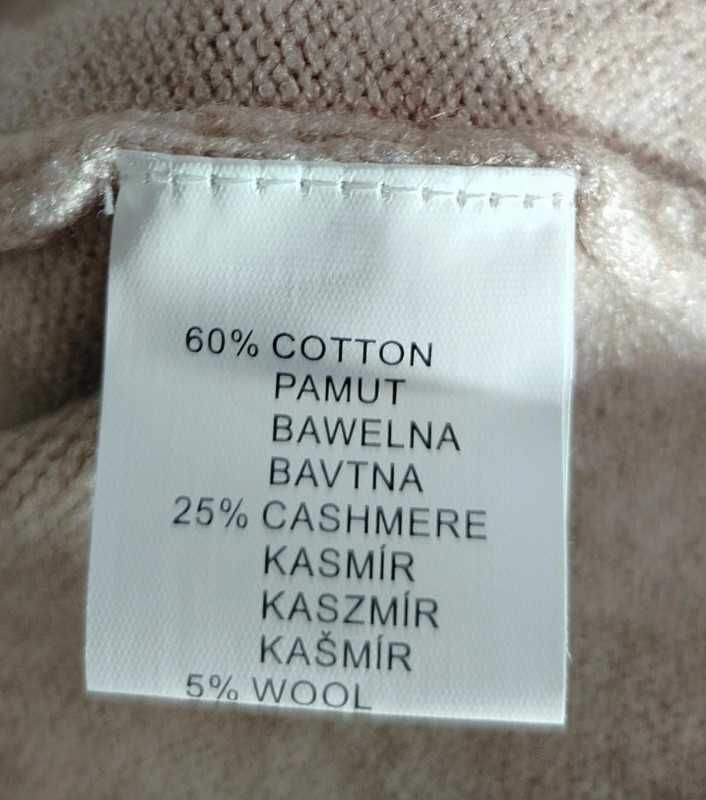 60% COTTON
PAMUT
BAWELNA
BAVTNA
25% CASHMERE
KASMÍR
KASZMÍR
KAŠMÍR
5% WOOL